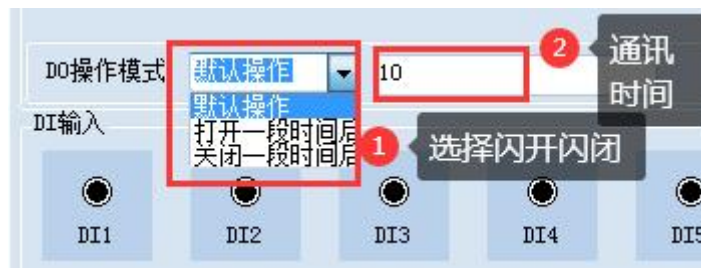 DO操作模式 默认操作 10 2 通讯时间
默认操作
打开一段时间后
关闭一段时间后
1 选择闪开闪闭
DI输入
DI1 DI2 DI3 DI4 DI5